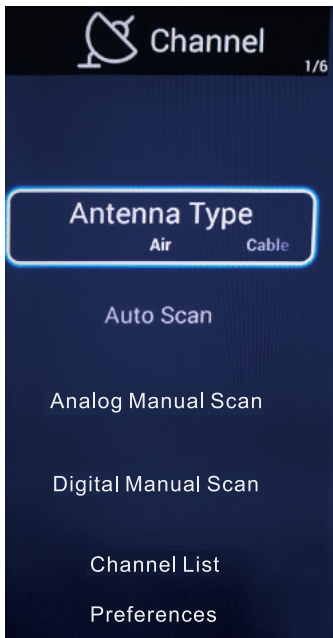 Channel
1/6
Antenna Type
Air Cable
Auto Scan
Analog Manual Scan
Digital Manual Scan
Channel List
Preferences